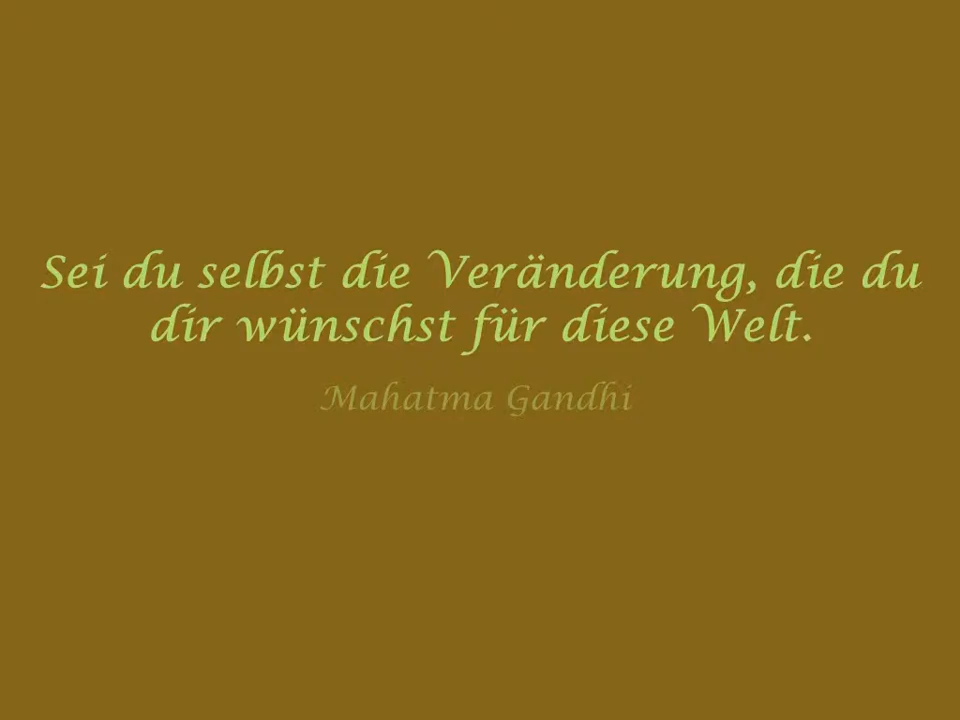 Sei du selbst die Veränderung, die du
dir wünschst für diese Welt.
Mahatma Gandhi